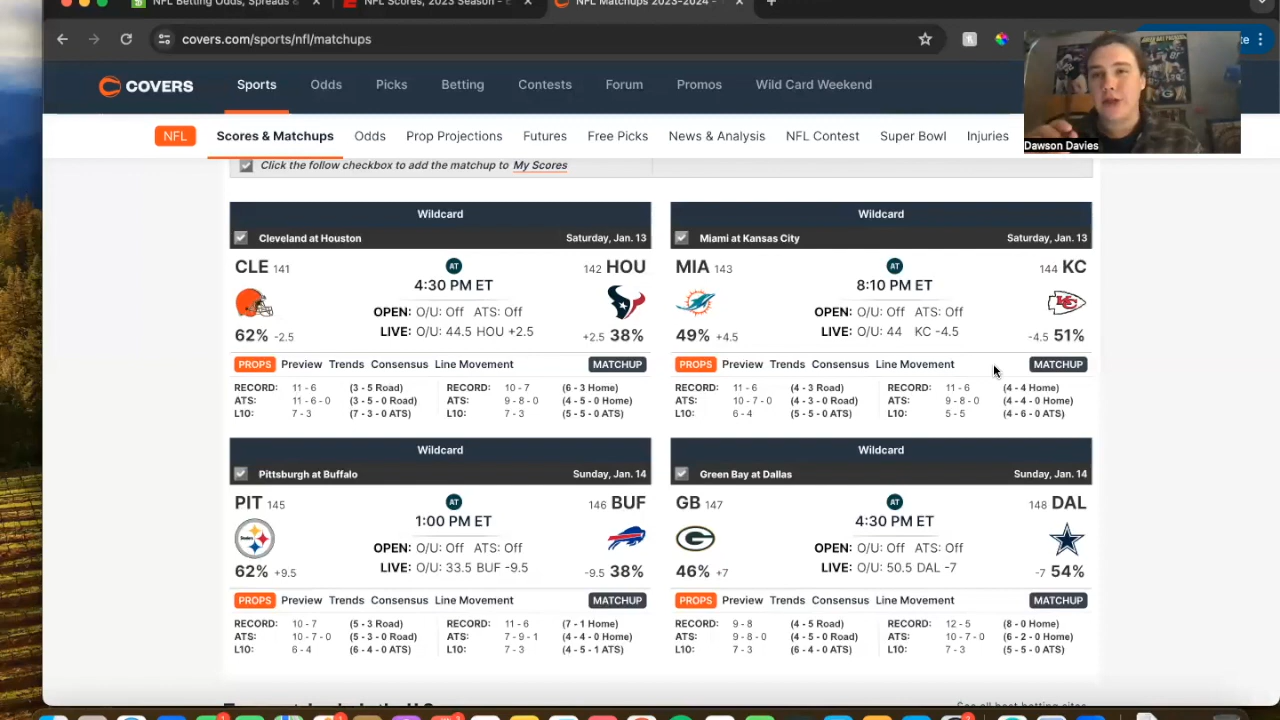 NFL Betting Odds, Spreads &
NFL Scores, 2023 Season -
NFL Matchups 2023-2024 -
covers.com/sports/nfl/matchups
COVERS
Sports
Odds
Picks
Betting
Contests
Forum
Promos
Wild Card Weekend
NFL
Scores & Matchups
Odds
Prop Projections
Futures
Free Picks
News & Analysis
NFL Contest
Super Bowl
Injuries
Dawson Davies
Click the follow checkbox to add the matchup to My Scores
Wildcard
Cleveland at Houston Saturday, Jan. 13
CLE 141 AT 142 HOU
4:30 PM ET
OPEN: O/U: Off ATS: Off
LIVE: O/U: 44.5 HOU +2.5
62% -2.5 +2.5 38%
PROPS Preview Trends Consensus Line Movement MATCHUP
RECORD: 11 - 6 (3 - 5 Road) RECORD: 10 - 7 (6 - 3 Home)
ATS: 11 - 6 - 0 (3 - 5 - 0 Road) ATS: 9 - 8 - 0 (4 - 5 - 0 Home)
L10: 7 - 3 (7 - 3 - 0 ATS) L10: 7 - 3 (5 - 5 - 0 ATS)
Wildcard
Miami at Kansas City Saturday, Jan. 13
MIA 143 AT 144 KC
8:10 PM ET
OPEN: O/U: Off ATS: Off
LIVE: O/U: 44 KC -4.5
49% +4.5 -4.5 51%
PROPS Preview Trends Consensus Line Movement MATCHUP
RECORD: 11 - 6 (4 - 3 Road) RECORD: 11 - 6 (4 - 4 Home)
ATS: 10 - 7 - 0 (4 - 3 - 0 Road) ATS: 9 - 8 - 0 (4 - 4 - 0 Home)
L10: 6 - 4 (5 - 5 - 0 ATS) L10: 5 - 5 (4 - 6 - 0 ATS)
Wildcard
Pittsburgh at Buffalo Sunday, Jan. 14
PIT 145 AT 146 BUF
1:00 PM ET
OPEN: O/U: Off ATS: Off
LIVE: O/U: 33.5 BUF -9.5
62% +9.5 -9.5 38%
PROPS Preview Trends Consensus Line Movement MATCHUP
RECORD: 10 - 7 (5 - 3 Road) RECORD: 11 - 6 (7 - 1 Home)
ATS: 10 - 7 - 0 (5 - 3 - 0 Road) ATS: 7 - 9 - 1 (4 - 4 - 0 Home)
L10: 6 - 4 (6 - 4 - 0 ATS) L10: 7 - 3 (4 - 5 - 1 ATS)
Wildcard
Green Bay at Dallas Sunday, Jan. 14
GB 147 AT 148 DAL
4:30 PM ET
OPEN: O/U: Off ATS: Off
LIVE: O/U: 50.5 DAL -7
46% +7 -7 54%
PROPS Preview Trends Consensus Line Movement MATCHUP
RECORD: 9 - 8 (4 - 5 Road) RECORD: 12 - 5 (8 - 0 Home)
ATS: 9 - 8 - 0 (4 - 5 - 0 Road) ATS: 10 - 7 - 0 (6 - 2 - 0 Home)
L10: 7 - 3 (6 - 4 - 0 ATS) L10: 7 - 3 (5 - 5 - 0 ATS)